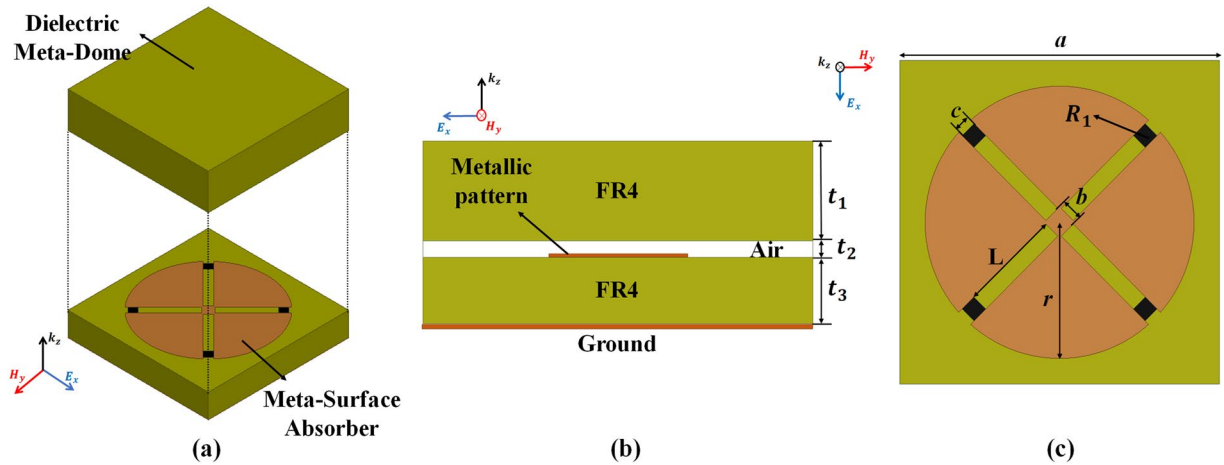 Dielectric
Meta-Dome
k_z
H_y
E_x
Meta-Surface
Absorber
(a)
k_z
E_x
H_y
Metallic
pattern
FR4
t_1
Air
t_2
FR4
t_3
Ground
(b)
k_z
H_y
E_x
a
c
R_1
b
L
r
(c)